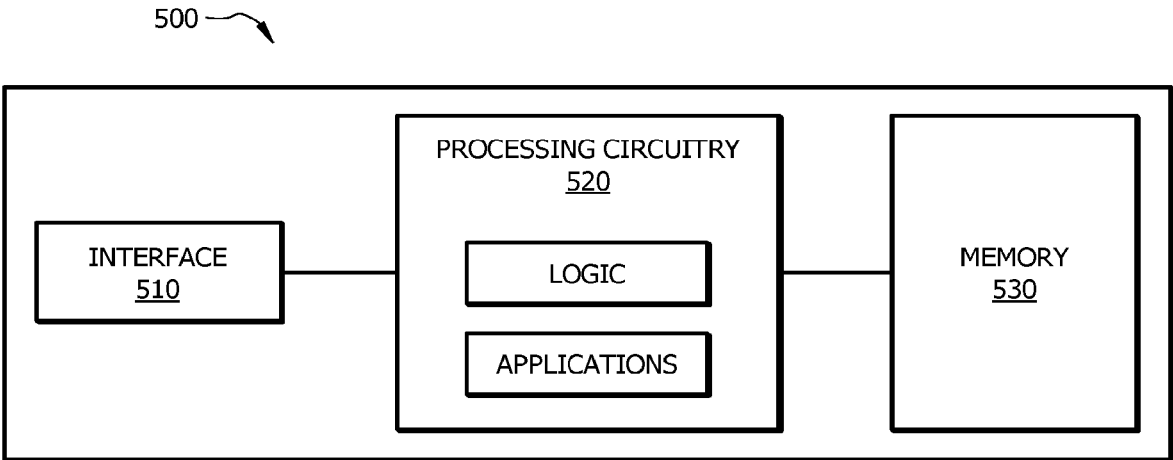 500
INTERFACE
510
PROCESSING CIRCUITRY
520
LOGIC
APPLICATIONS
MEMORY
530